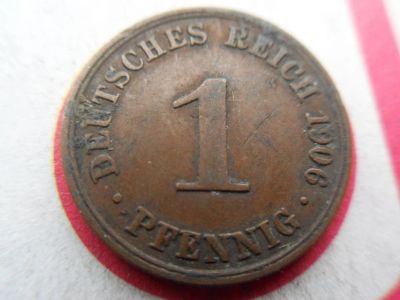 DEUTSCHES REICH 1906
1
PFENNIG